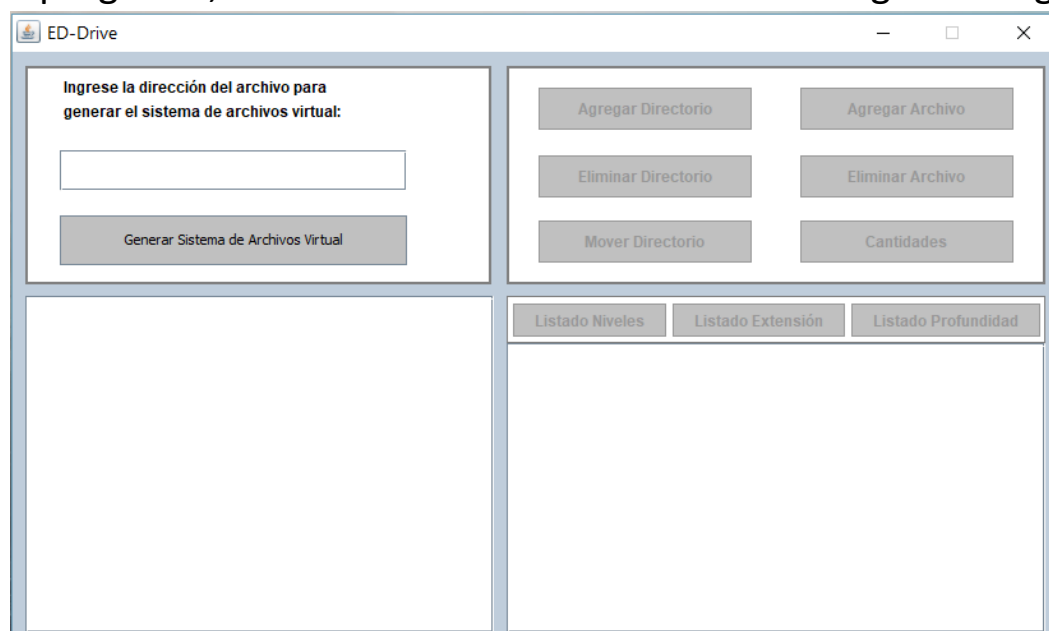 ED-Drive
Ingrese la dirección del archivo para
generar el sistema de archivos virtual:
Generar Sistema de Archivos Virtual
Agregar Directorio
Agregar Archivo
Eliminar Directorio
Eliminar Archivo
Mover Directorio
Cantidades
Listado Niveles
Listado Extensión
Listado Profundidad